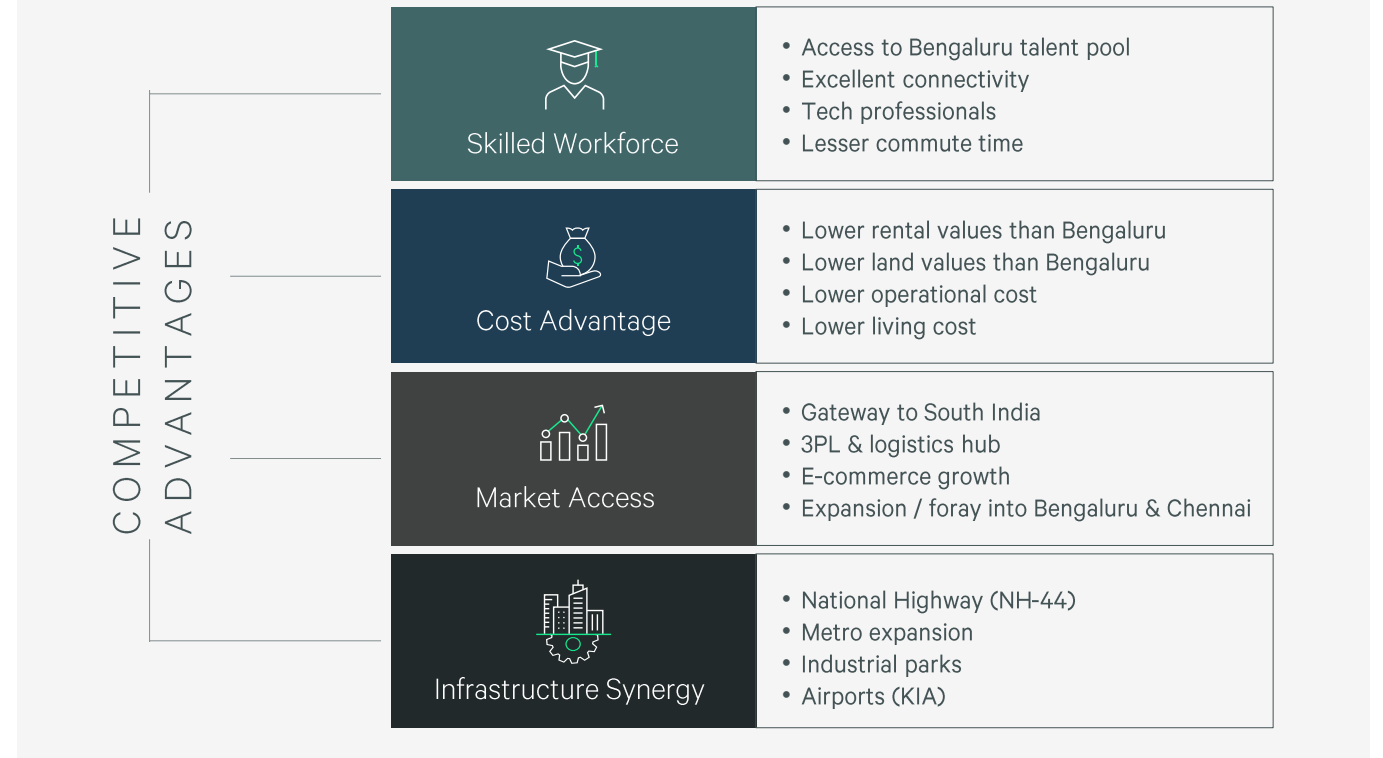 COMPETITIVE
ADVANTAGES
Skilled Workforce
• Access to Bengaluru talent pool
• Excellent connectivity
• Tech professionals
• Lesser commute time
$
Cost Advantage
• Lower rental values than Bengaluru
• Lower land values than Bengaluru
• Lower operational cost
• Lower living cost
Market Access
• Gateway to South India
• 3PL & logistics hub
• E-commerce growth
• Expansion / foray into Bengaluru & Chennai
Infrastructure Synergy
• National Highway (NH-44)
• Metro expansion
• Industrial parks
• Airports (KIA)